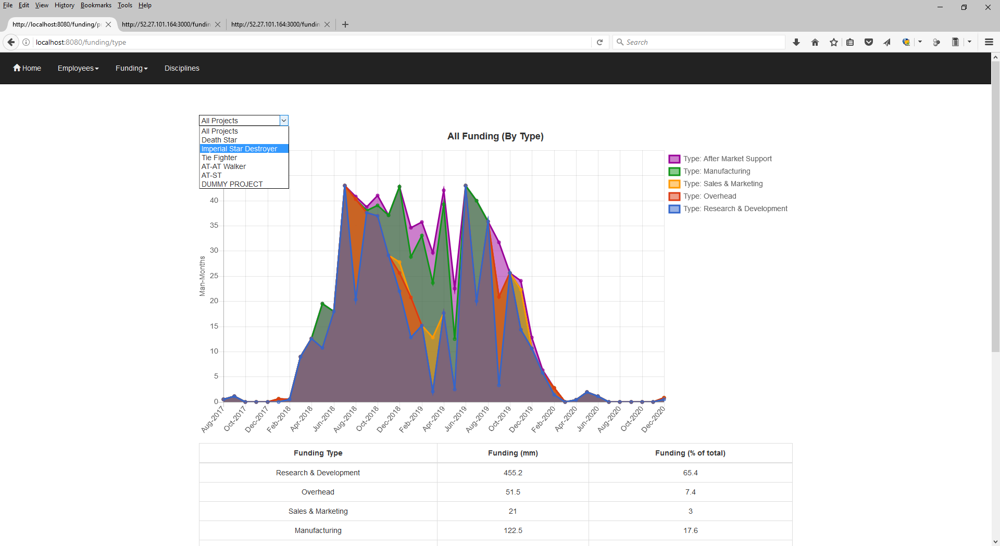 File Edit View History Bookmarks Tools Help
http://localhost:8080/funding/p http://52.27.101.164:3000/fundin http://52.27.101.164:3000/fundin
localhost:8080/funding/type Search
Home Employees Funding Disciplines
All Projects
All Projects
Death Star
Imperial Star Destroyer
Tie Fighter
AT-AT Walker
AT-ST
DUMMY PROJECT
All Funding (By Type)
Type: After Market Support
Type: Manufacturing
Type: Sales & Marketing
Type: Overhead
Type: Research & Development
Man-Months
40
35
30
25
20
15
10
5
0
Aug-2017 Oct-2017 Dec-2017 Feb-2018 Apr-2018 Jun-2018 Aug-2018 Oct-2018 Dec-2018 Feb-2019 Apr-2019 Jun-2019 Aug-2019 Oct-2019 Dec-2019 Feb-2020 Apr-2020 Jun-2020 Aug-2020 Oct-2020 Dec-2020
Funding Type Funding (mm) Funding (% of total)
Research & Development 455.2 65.4
Overhead 51.5 7.4
Sales & Marketing 21 3
Manufacturing 122.5 17.6